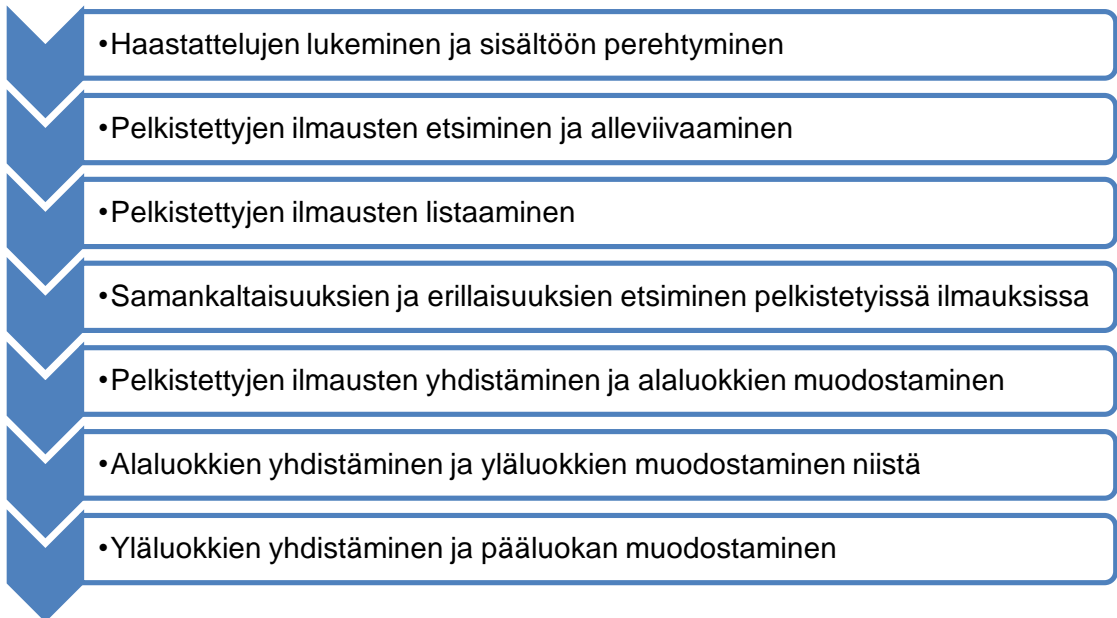 •Haastattelujen lukeminen ja sisältöön perehtyminen
•Pelkistettyjen ilmausten etsiminen ja alleviivaaminen
•Pelkistettyjen ilmausten listaaminen
•Samankaltaisuuksien ja erillaisuuksien etsiminen pelkistetyissä ilmauksissa
•Pelkistettyjen ilmausten yhdistäminen ja alaluokkien muodostaminen
•Alaluokkien yhdistäminen ja yläluokkien muodostaminen niistä
•Yläluokkien yhdistäminen ja pääluokan muodostaminen